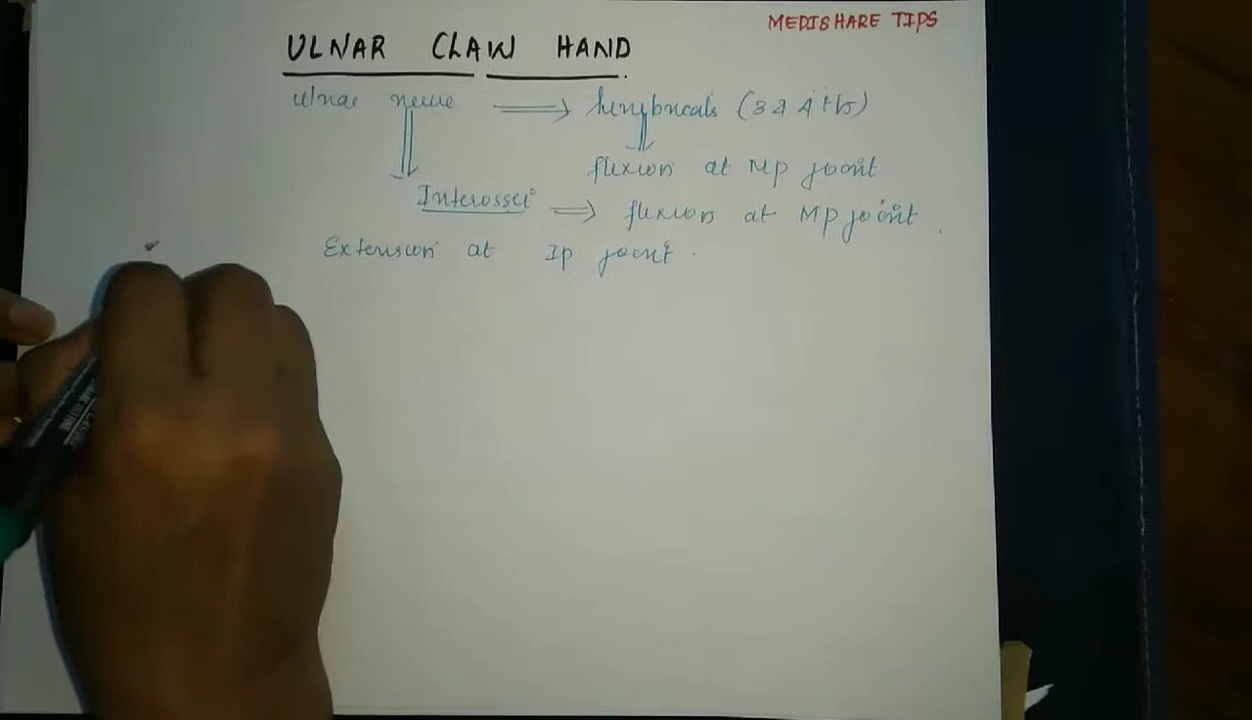 MEDISHARE TIPS
ULNAR CLAW HAND
ulnar nerve ⟹ lumbricals (3 & 4th)
flexion at MP joint
Interossei ⟹ flexion at MP joint.
Extension at IP joint.